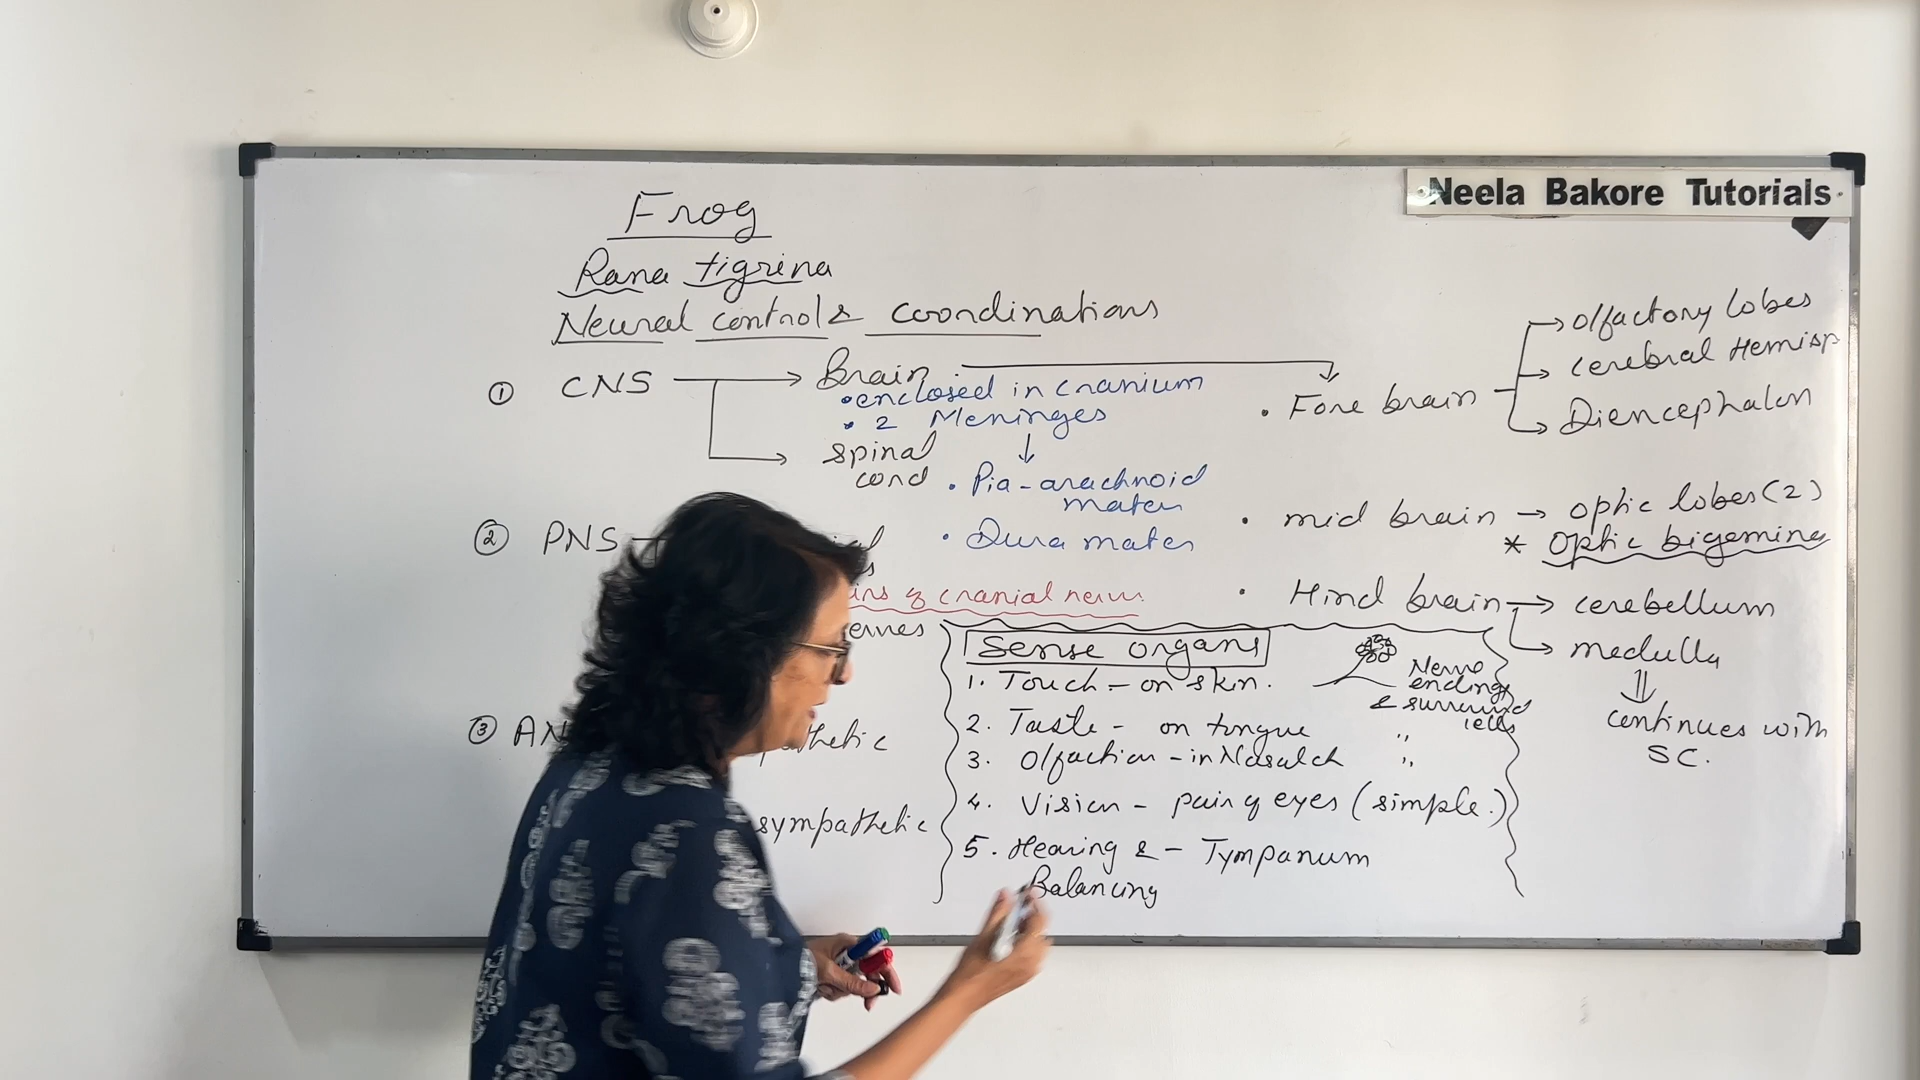 Neela Bakore Tutorials
Frog
Rana tigrina
Neural control & coordinations
① CNS → Brain
• enclosed in cranium
• 2 Meninges
↓
• Pia-arachnoid
mater
• Dura mater
spinal
cord
• Fore brain
→ olfactory lobes
→ cerebral Hemisp
→ Diencephalon
• mid brain → optic lobes (2)
* Optic bigemina
• Hind brain → cerebellum
→ medulla
⇓
continues with
SC.
② PNS
of cranial nerve
③ AN
sympathetic
Sense organs
1. Touch - on skin.
Nerve
endings
& surround
cells
2. Taste - on tongue "
3. Olfaction - in Nasal ch "
4. Vision - pair of eyes (simple.)
5. Hearing & - Tympanum
Balancing